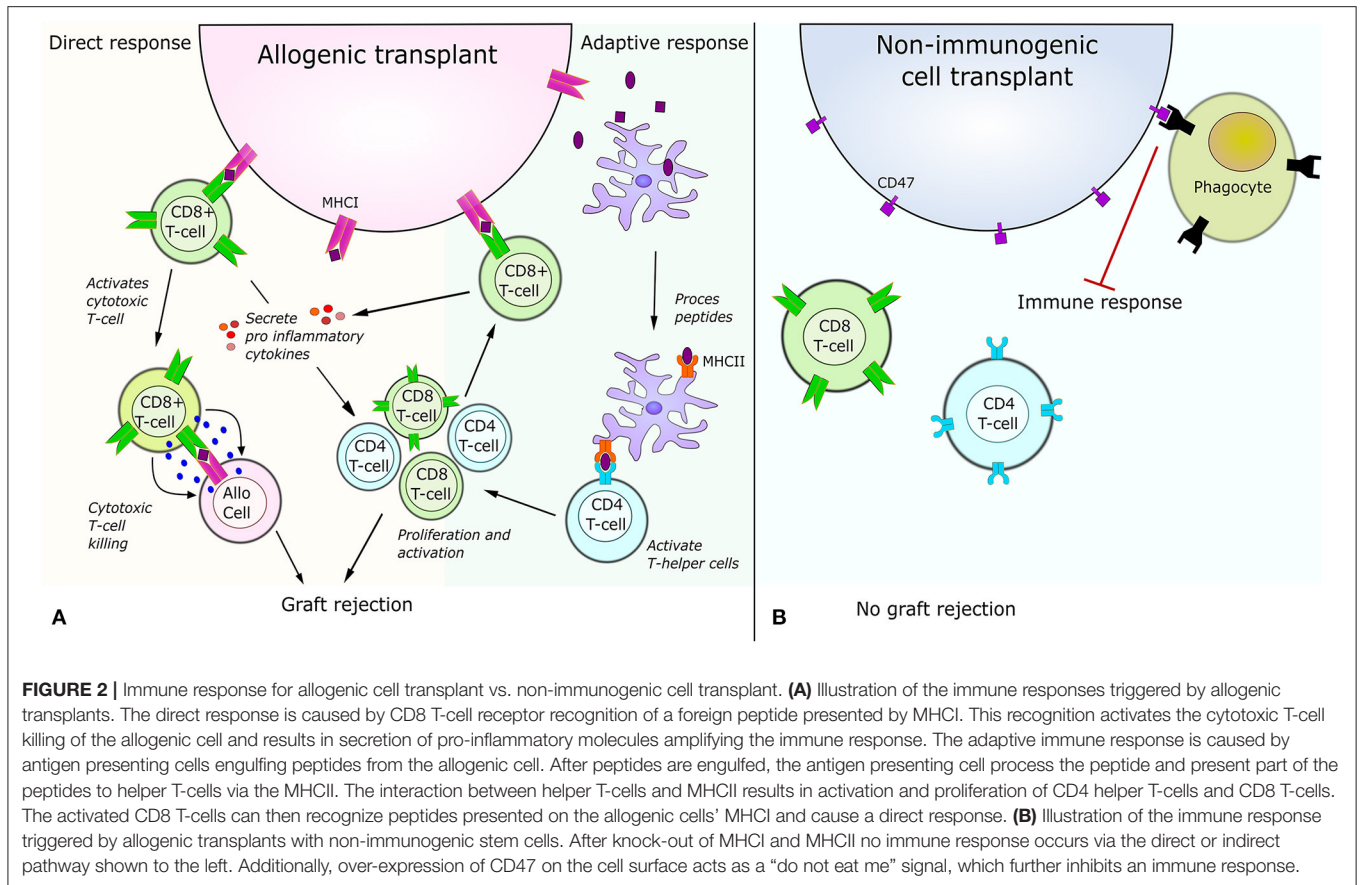 Direct response
Allogenic transplant
Adaptive response
MHCI
CD8+
T-cell
CD8+
T-cell
Activates
cytotoxic
T-cell
Secrete
pro inflammatory
cytokines
Proces
peptides
MHCII
CD8+
T-cell
CD8
T-cell
CD4
T-cell
CD4
T-cell
CD8
T-cell
Allo
Cell
CD4
T-cell
Cytotoxic
T-cell
killing
Proliferation and
activation
Activate
T-helper cells
Graft rejection
A
Non-immunogenic
cell transplant
CD47
Phagocyte
Immune response
CD8
T-cell
CD4
T-cell
No graft rejection
B
FIGURE 2 | Immune response for allogenic cell transplant vs. non-immunogenic cell transplant. (A) Illustration of the immune responses triggered by allogenic
transplants. The direct response is caused by CD8 T-cell receptor recognition of a foreign peptide presented by MHCI. This recognition activates the cytotoxic T-cell
killing of the allogenic cell and results in secretion of pro-inflammatory molecules amplifying the immune response. The adaptive immune response is caused by
antigen presenting cells engulfing peptides from the allogenic cell. After peptides are engulfed, the antigen presenting cell process the peptide and present part of the
peptides to helper T-cells via the MHCII. The interaction between helper T-cells and MHCII results in activation and proliferation of CD4 helper T-cells and CD8 T-cells.
The activated CD8 T-cells can then recognize peptides presented on the allogenic cells' MHCI and cause a direct response. (B) Illustration of the immune response
triggered by allogenic transplants with non-immunogenic stem cells. After knock-out of MHCI and MHCII no immune response occurs via the direct or indirect
pathway shown to the left. Additionally, over-expression of CD47 on the cell surface acts as a “do not eat me” signal, which further inhibits an immune response.